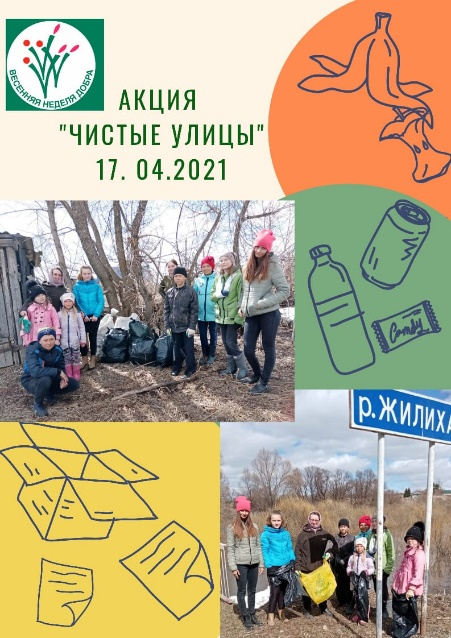 ВЕСЕННЯЯ НЕДЕЛЯ ДОБРА
АКЦИЯ
"ЧИСТЫЕ УЛИЦЫ"
17. 04.2021
Candy
р. ЖИЛИХА